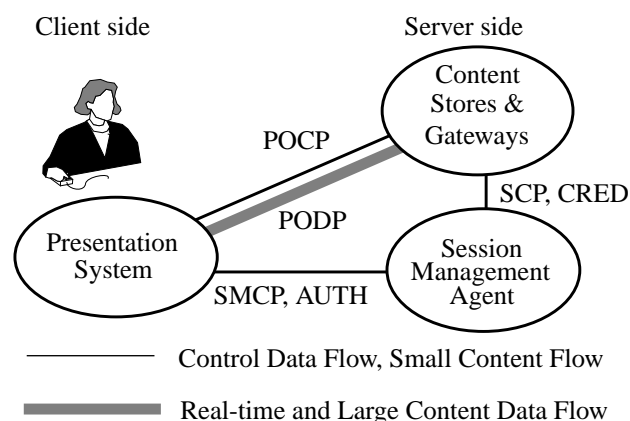 Client side
Server side
Content
Stores &
Gateways
POCP
PODP
SCP, CRED
Presentation
System
Session
Management
Agent
SMCP, AUTH
Control Data Flow, Small Content Flow
Real-time and Large Content Data Flow